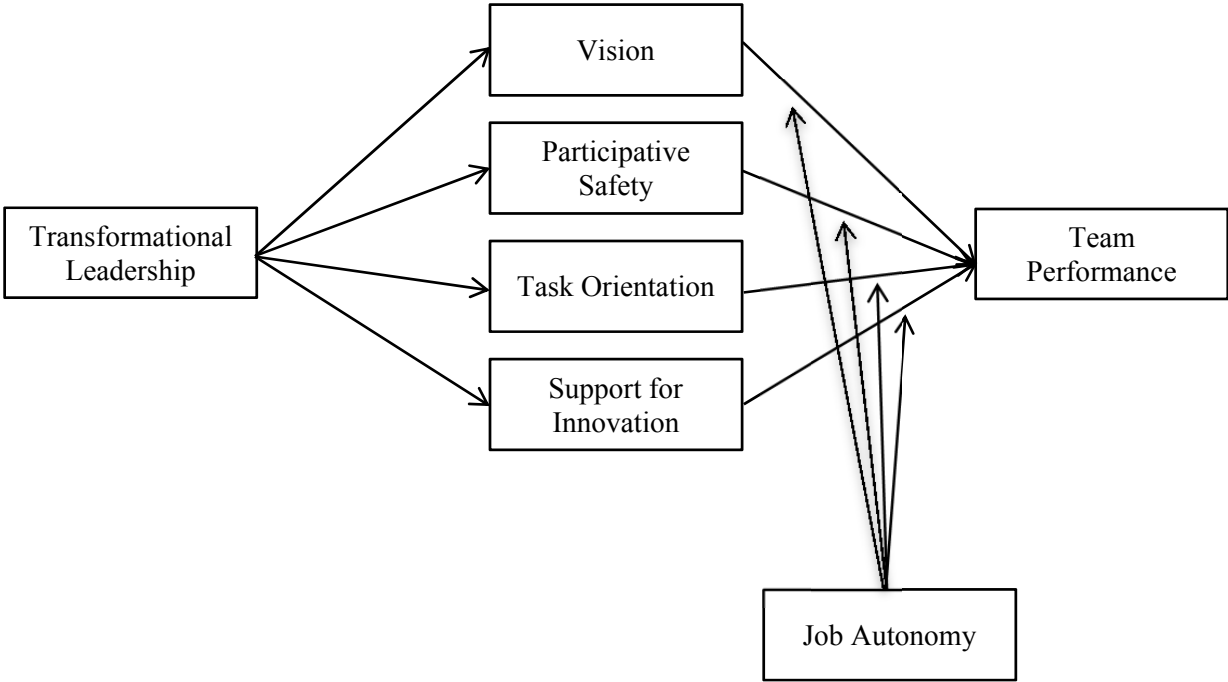 Vision
Participative
Safety
Transformational
Leadership
Task Orientation
Support for
Innovation
Team
Performance
Job Autonomy